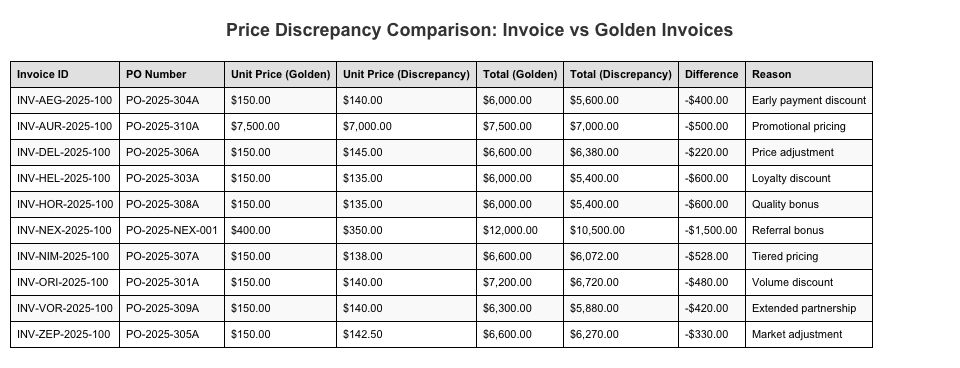 Price Discrepancy Comparison: Invoice vs Golden Invoices
Invoice ID PO Number Unit Price (Golden) Unit Price (Discrepancy) Total (Golden) Total (Discrepancy) Difference Reason
INV-AEG-2025-100 PO-2025-304A $150.00 $140.00 $6,000.00 $5,600.00 -$400.00 Early payment discount
INV-AUR-2025-100 PO-2025-310A $7,500.00 $7,000.00 $7,500.00 $7,000.00 -$500.00 Promotional pricing
INV-DEL-2025-100 PO-2025-306A $150.00 $145.00 $6,600.00 $6,380.00 -$220.00 Price adjustment
INV-HEL-2025-100 PO-2025-303A $150.00 $135.00 $6,000.00 $5,400.00 -$600.00 Loyalty discount
INV-HOR-2025-100 PO-2025-308A $150.00 $135.00 $6,000.00 $5,400.00 -$600.00 Quality bonus
INV-NEX-2025-100 PO-2025-NEX-001 $400.00 $350.00 $12,000.00 $10,500.00 -$1,500.00 Referral bonus
INV-NIM-2025-100 PO-2025-307A $150.00 $138.00 $6,600.00 $6,072.00 -$528.00 Tiered pricing
INV-ORI-2025-100 PO-2025-301A $150.00 $140.00 $7,200.00 $6,720.00 -$480.00 Volume discount
INV-VOR-2025-100 PO-2025-309A $150.00 $140.00 $6,300.00 $5,880.00 -$420.00 Extended partnership
INV-ZEP-2025-100 PO-2025-305A $150.00 $142.50 $6,600.00 $6,270.00 -$330.00 Market adjustment